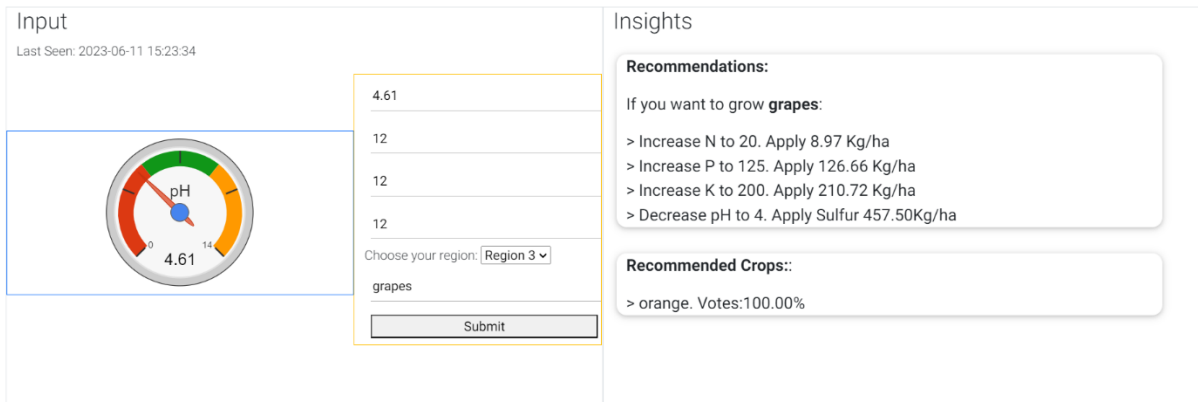 Input
Last Seen: 2023-06-11 15:23:34
pH
0
14
4.61
4.61
12
12
12
Choose your region: Region 3
grapes
Submit
Insights
Recommendations:
If you want to grow grapes:
> Increase N to 20. Apply 8.97 Kg/ha
> Increase P to 125. Apply 126.66 Kg/ha
> Increase K to 200. Apply 210.72 Kg/ha
> Decrease pH to 4. Apply Sulfur 457.50Kg/ha
Recommended Crops::
> orange. Votes:100.00%